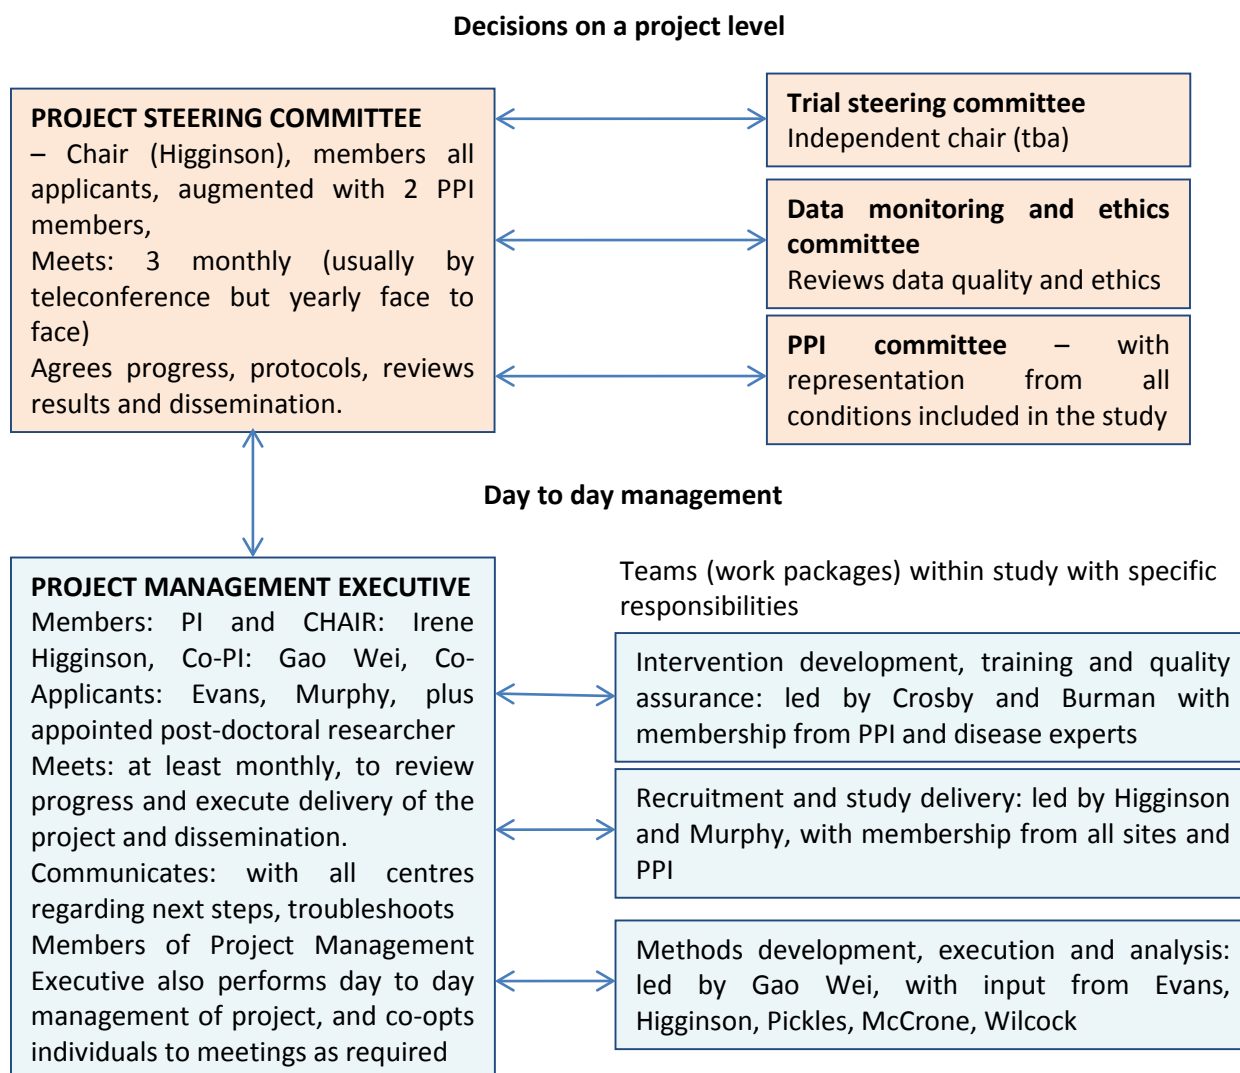 Decisions on a project level
PROJECT STEERING COMMITTEE
– Chair (Higginson), members all
applicants, augmented with 2 PPI
members,
Meets: 3 monthly (usually by
teleconference but yearly face to
face)
Agrees progress, protocols, reviews
results and dissemination.
Trial steering committee
Independent chair (tba)
Data monitoring and ethics
committee
Reviews data quality and ethics
PPI committee – with
representation from all
conditions included in the study
Day to day management
PROJECT MANAGEMENT EXECUTIVE
Members: PI and CHAIR: Irene
Higginson, Co-PI: Gao Wei, Co-
Applicants: Evans, Murphy, plus
appointed post-doctoral researcher
Meets: at least monthly, to review
progress and execute delivery of the
project and dissemination.
Communicates: with all centres
regarding next steps, troubleshoots
Members of Project Management
Executive also performs day to day
management of project, and co-opts
individuals to meetings as required
Teams (work packages) within study with specific
responsibilities
Intervention development, training and quality
assurance: led by Crosby and Burman with
membership from PPI and disease experts
Recruitment and study delivery: led by Higginson
and Murphy, with membership from all sites and
PPI
Methods development, execution and analysis:
led by Gao Wei, with input from Evans,
Higginson, Pickles, McCrone, Wilcock